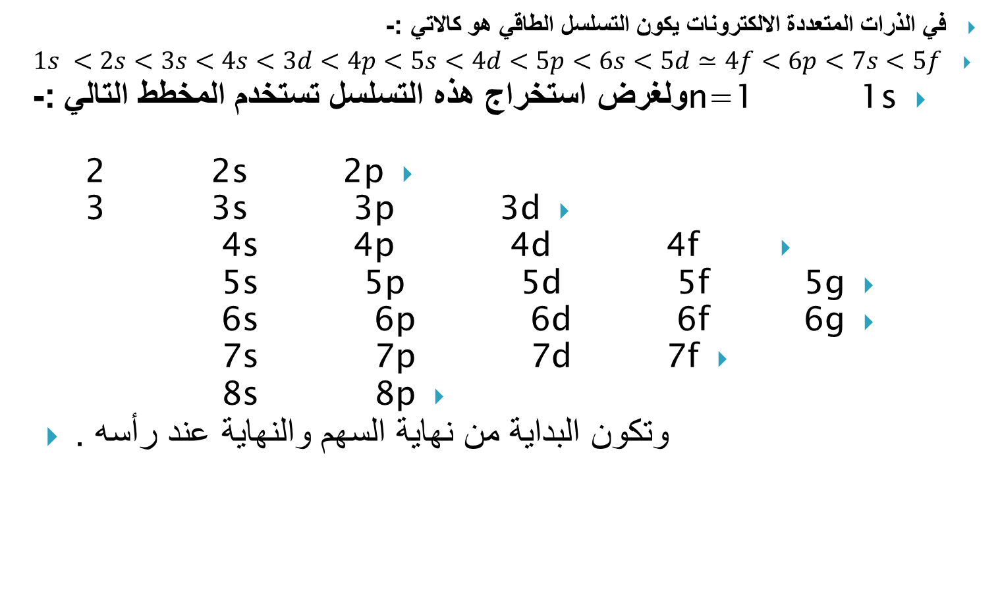 في الذرات المتعددة الالكترونات يكون التسلسل الطاقي هو كالاتي :-
1s < 2s < 3s < 4s < 3d < 4p < 5s < 4d < 5p < 6s < 5d ≃ 4f < 6p < 7s < 5f
ولغرض استخراج هذه التسلسل تستخدم المخطط التالي :- n=1 1s
2 2s 2p
3 3s 3p 3d
4s 4p 4d 4f
5s 5p 5d 5f 5g
6s 6p 6d 6f 6g
7s 7p 7d 7f
8s 8p
وتكون البداية من نهاية السهم والنهاية عند رأسه .